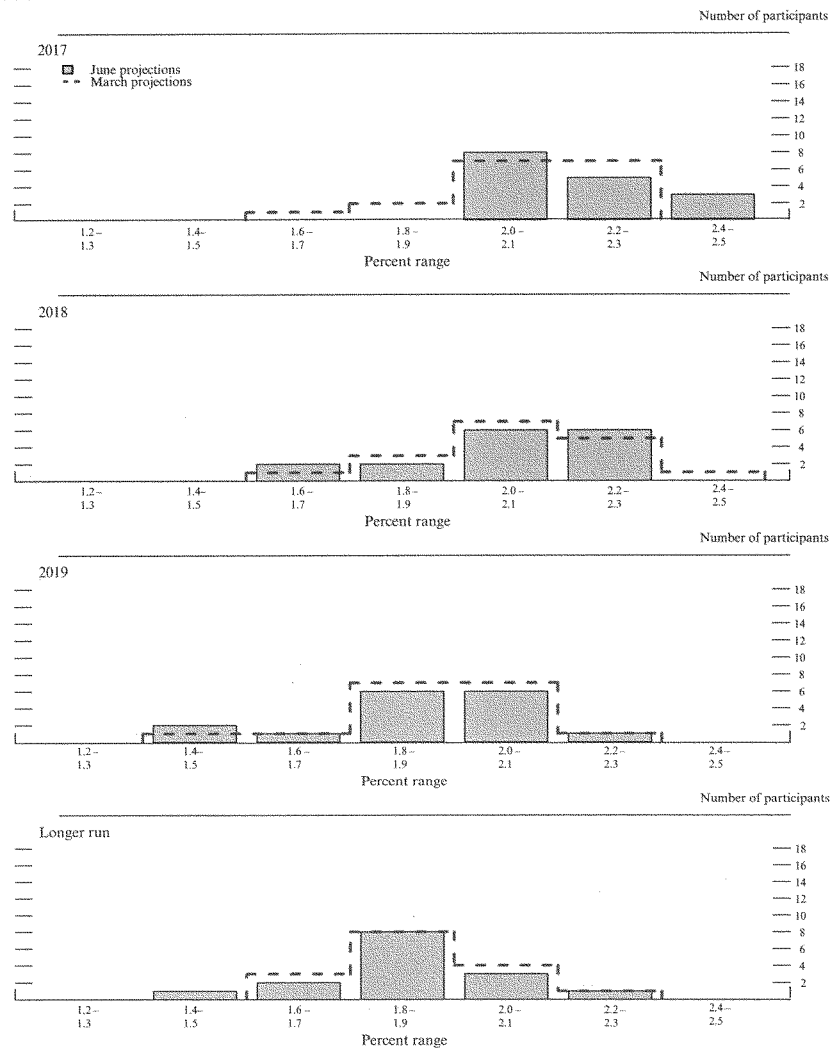 Number of participants
2017
June projections
March projections
18
16
14
12
10
8
6
4
2
1.2– 1.4– 1.6– 1.8– 2.0– 2.2– 2.4–
1.3 1.5 1.7 1.9 2.1 2.3 2.5
Percent range
Number of participants
2018
18
16
14
12
10
8
6
4
2
1.2– 1.4– 1.6– 1.8– 2.0– 2.2– 2.4–
1.3 1.5 1.7 1.9 2.1 2.3 2.5
Percent range
Number of participants
2019
18
16
14
12
10
8
6
4
2
1.2– 1.4– 1.6– 1.8– 2.0– 2.2– 2.4–
1.3 1.5 1.7 1.9 2.1 2.3 2.5
Percent range
Number of participants
Longer run
18
16
14
12
10
8
6
4
2
1.2– 1.4– 1.6– 1.8– 2.0– 2.2– 2.4–
1.3 1.5 1.7 1.9 2.1 2.3 2.5
Percent range